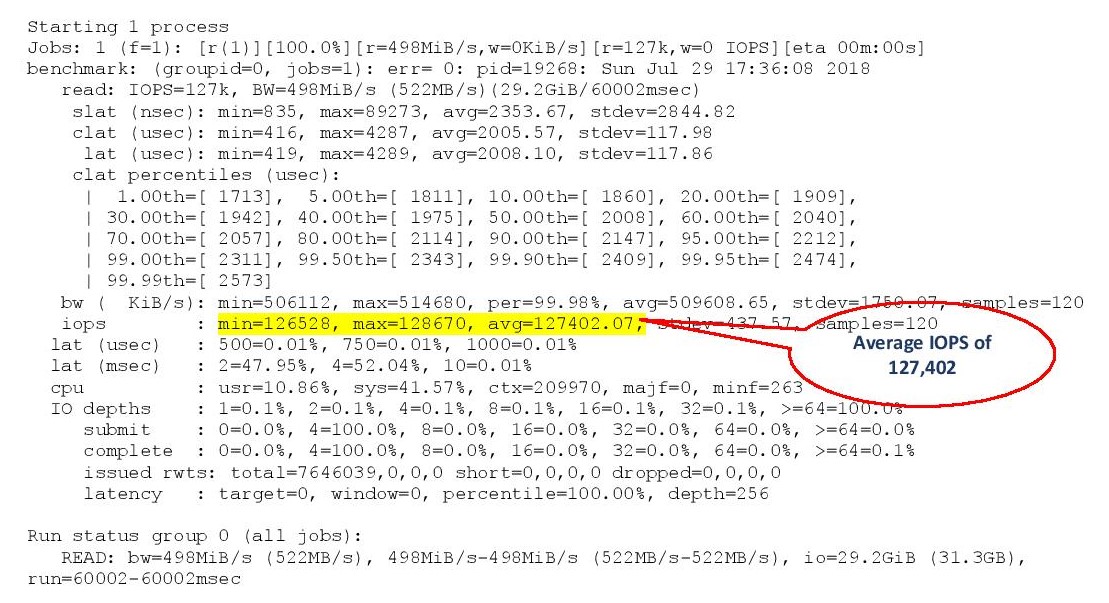 Starting 1 process
Jobs: 1 (f=1): [r(1)][100.0%][r=498MiB/s,w=0KiB/s][r=127k,w=0 IOPS][eta 00m:00s]
benchmark: (groupid=0, jobs=1): err= 0: pid=19268: Sun Jul 29 17:36:08 2018
read: IOPS=127k, BW=498MiB/s (522MB/s)(29.2GiB/60002msec)
slat (nsec): min=835, max=89273, avg=2353.67, stdev=2844.82
clat (usec): min=416, max=4287, avg=2005.57, stdev=117.98
lat (usec): min=419, max=4289, avg=2008.10, stdev=117.86
clat percentiles (usec):
| 1.00th=[ 1713], 5.00th=[ 1811], 10.00th=[ 1860], 20.00th=[ 1909],
| 30.00th=[ 1942], 40.00th=[ 1975], 50.00th=[ 2008], 60.00th=[ 2040],
| 70.00th=[ 2057], 80.00th=[ 2114], 90.00th=[ 2147], 95.00th=[ 2212],
| 99.00th=[ 2311], 99.50th=[ 2343], 99.90th=[ 2409], 99.95th=[ 2474],
| 99.99th=[ 2573]
bw ( KiB/s): min=506112, max=514680, per=99.98%, avg=509608.65, stdev=1750.07, samples=120
iops : min=126528, max=128670, avg=127402.07, stdev=437.57, samples=120
lat (usec) : 500=0.01%, 750=0.01%, 1000=0.01%
lat (msec) : 2=47.95%, 4=52.04%, 10=0.01%
cpu : usr=10.86%, sys=41.57%, ctx=209970, majf=0, minf=263
IO depths : 1=0.1%, 2=0.1%, 4=0.1%, 8=0.1%, 16=0.1%, 32=0.1%, >=64=100.0%
submit : 0=0.0%, 4=100.0%, 8=0.0%, 16=0.0%, 32=0.0%, 64=0.0%, >=64=0.0%
complete : 0=0.0%, 4=100.0%, 8=0.0%, 16=0.0%, 32=0.0%, 64=0.0%, >=64=0.1%
issued rwts: total=7646039,0,0,0 short=0,0,0,0 dropped=0,0,0,0
latency : target=0, window=0, percentile=100.00%, depth=256
Average IOPS of
127,402
Run status group 0 (all jobs):
READ: bw=498MiB/s (522MB/s), 498MiB/s-498MiB/s (522MB/s-522MB/s), io=29.2GiB (31.3GB),
run=60002-60002msec